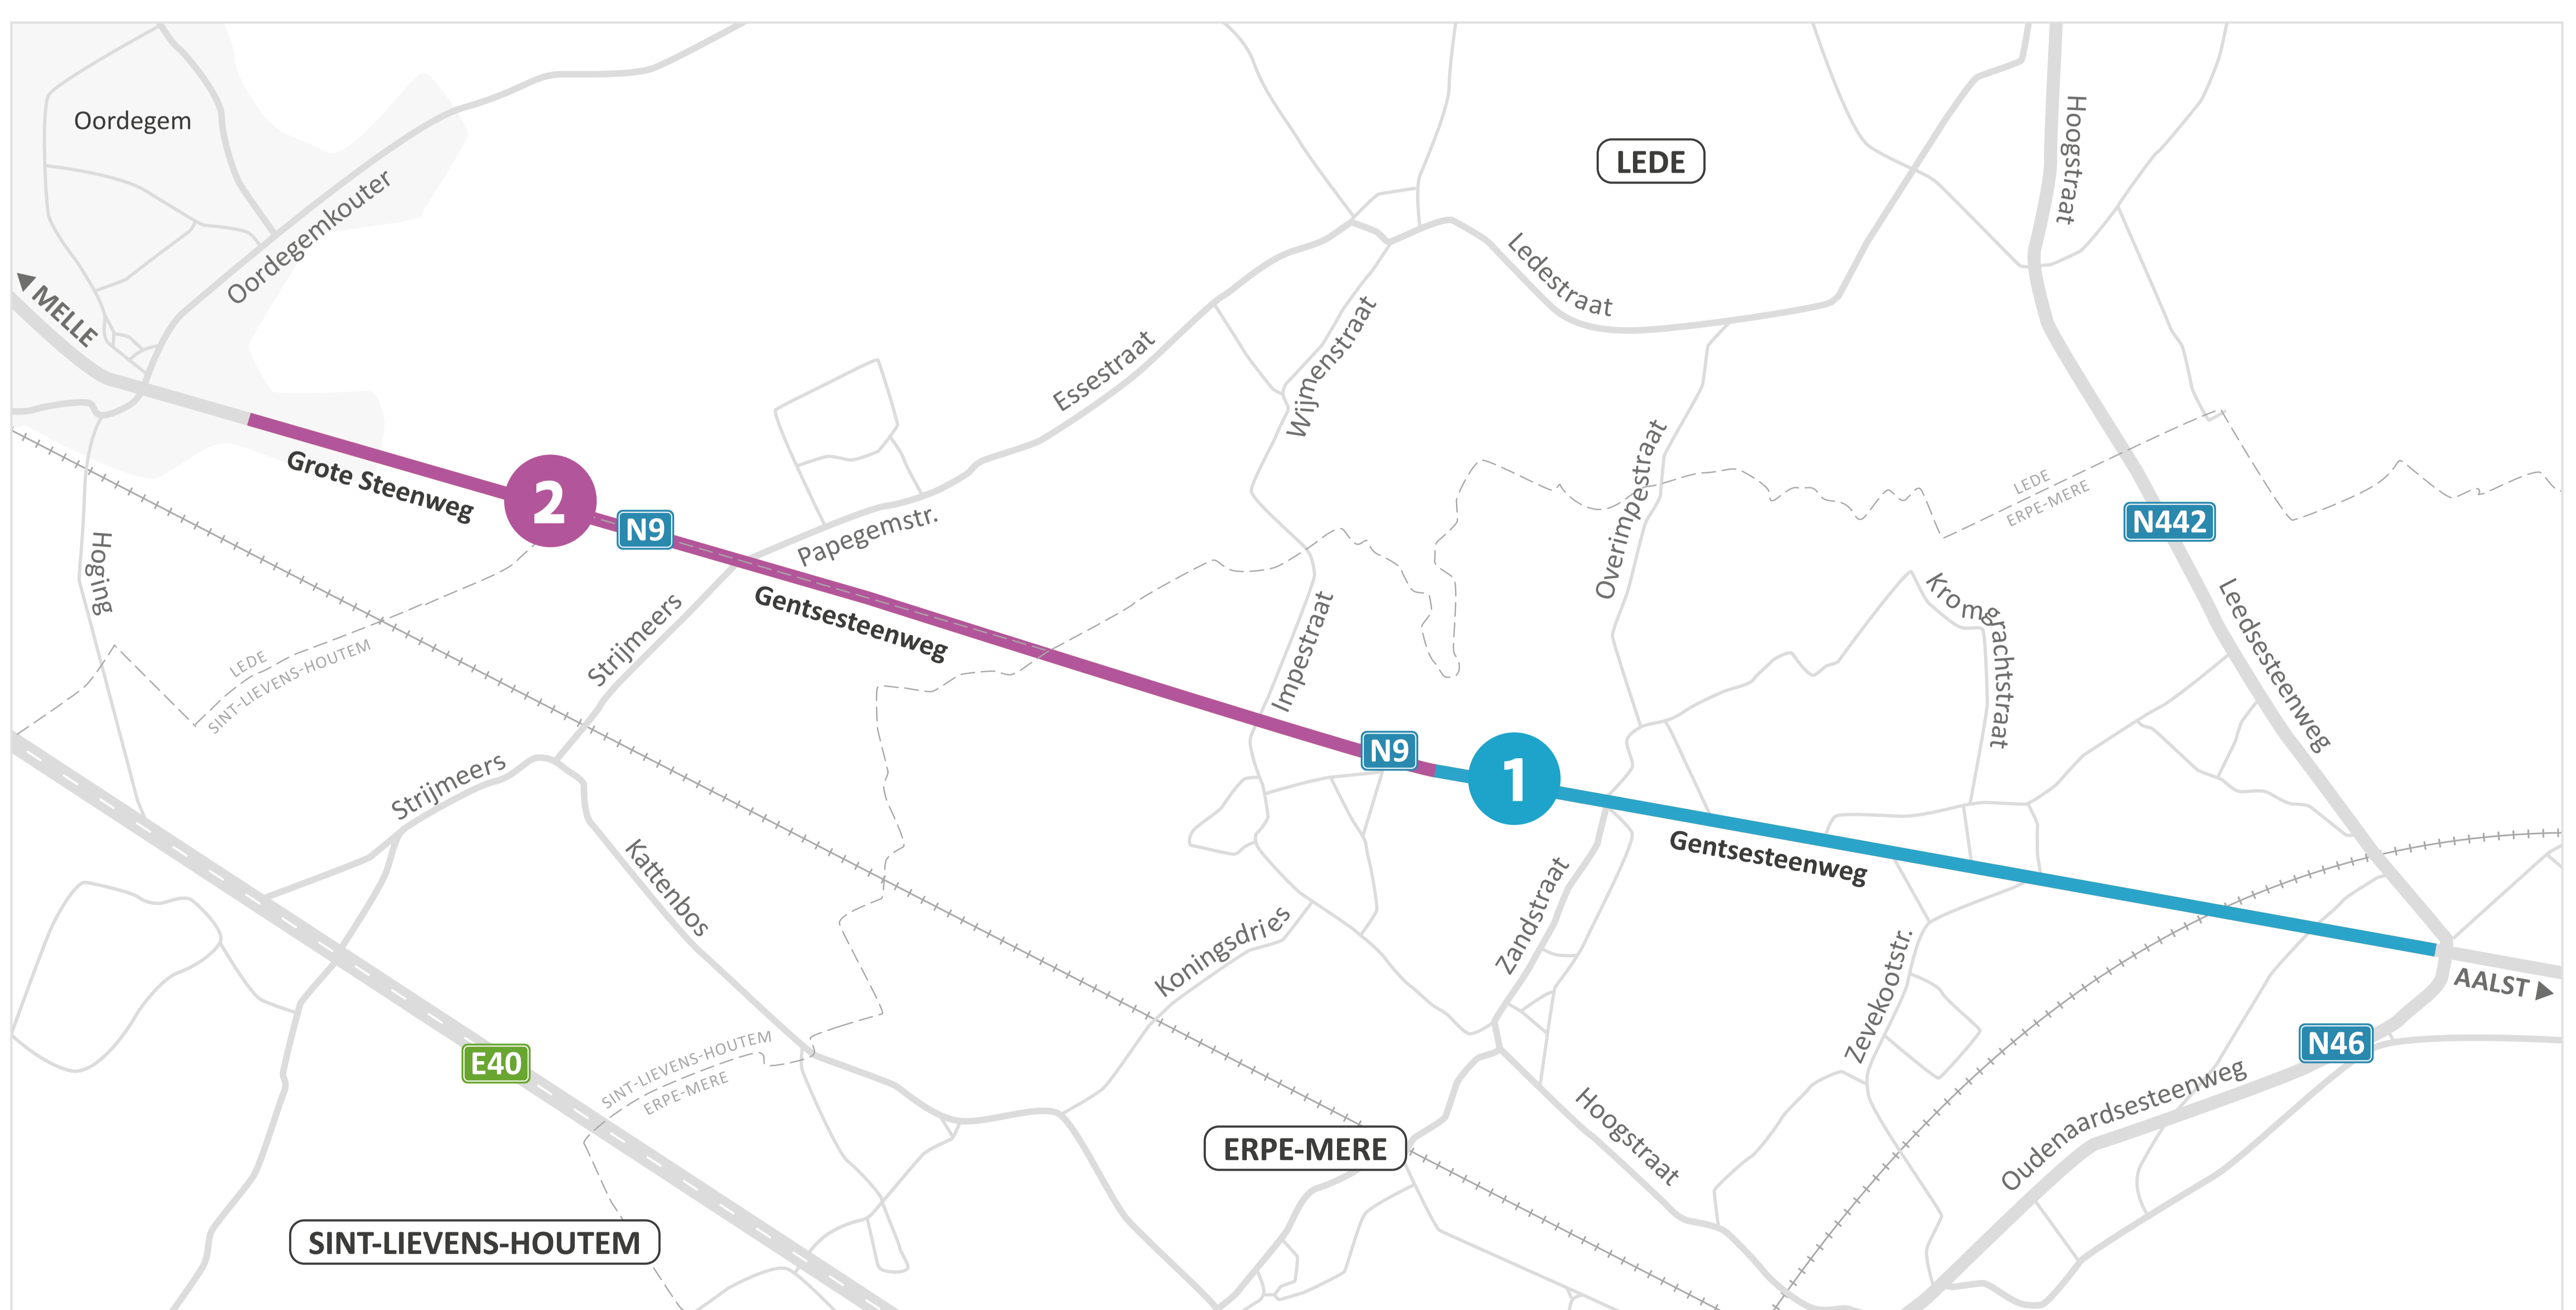 Oordegem
LEDE
Hoogstraat
Oordegemkouter
MELLE
Ledestraat
Essestraat
Wijmenstraat
Grote Steenweg
2
N9
Papegemstr.
Overimpestraat
LEDE
ERPE-MERE
N442
Hoging
Gentsesteenweg
Strijmeers
Impestraat
Kromgrachtstraat
Leedsesteenweg
LEDE
SINT-LIEVENS-HOUTEM
N9
1
Strijmeers
Gentsesteenweg
Kattenbos
Koningsdries
Zandstraat
Zevekootstr.
AALST
E40
SINT-LIEVENS-HOUTEM
ERPE-MERE
N46
Oudenaardsesteenweg
Hoogstraat
ERPE-MERE
SINT-LIEVENS-HOUTEM